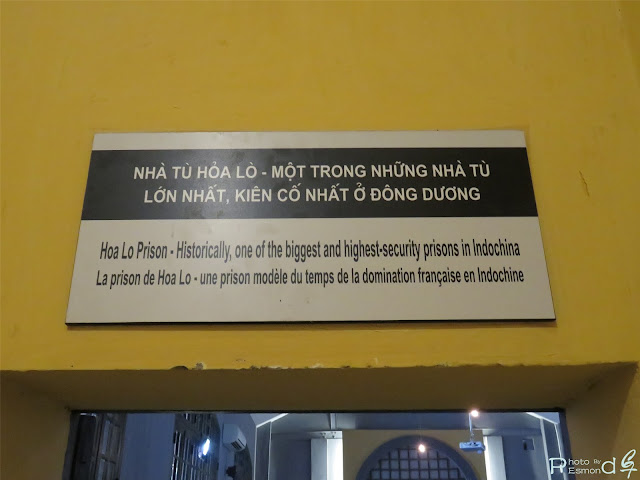 NHÀ TÙ HỎA LÒ - MỘT TRONG NHỮNG NHÀ TÙ
LỚN NHẤT, KIÊN CỐ NHẤT Ở ĐÔNG DƯƠNG
Hoa Lo Prison - Historically, one of the biggest and highest-security prisons in Indochina
La prison de Hoa Lo - une prison modèle du temps de la domination française en Indochine
Photo By
REsmond